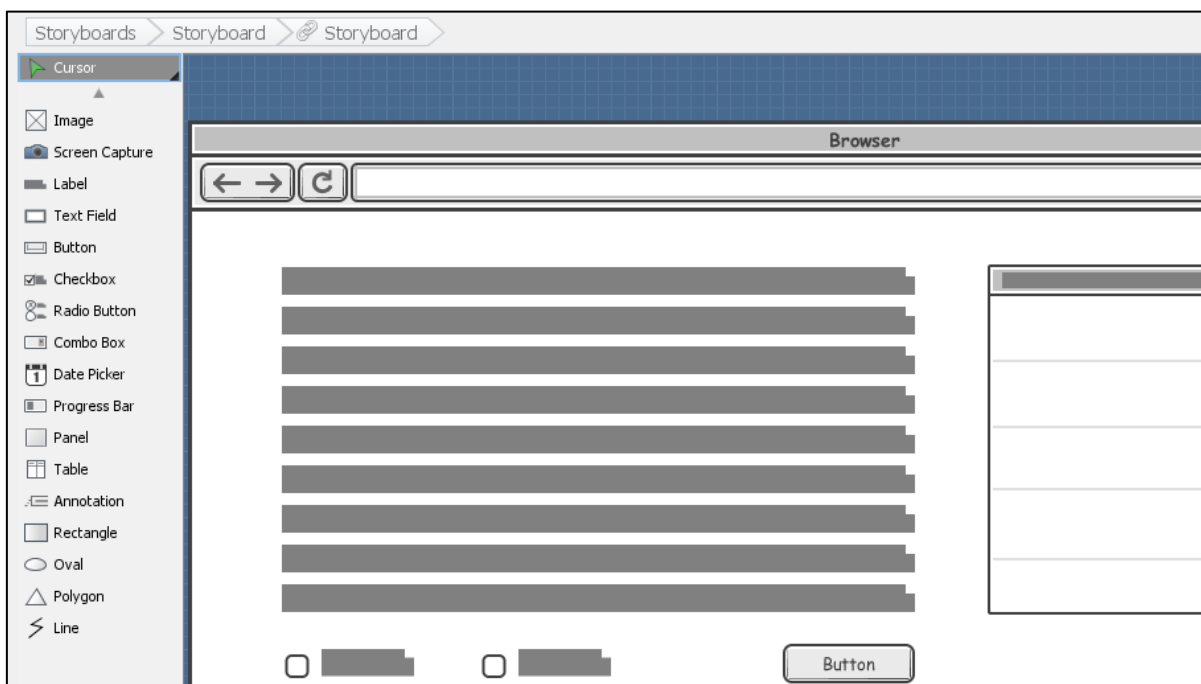 Storyboards Storyboard Storyboard
Cursor
Image
Screen Capture
Label
Text Field
Button
Checkbox
Radio Button
Combo Box
Date Picker
Progress Bar
Panel
Table
Annotation
Rectangle
Oval
Polygon
Line
Browser
Button